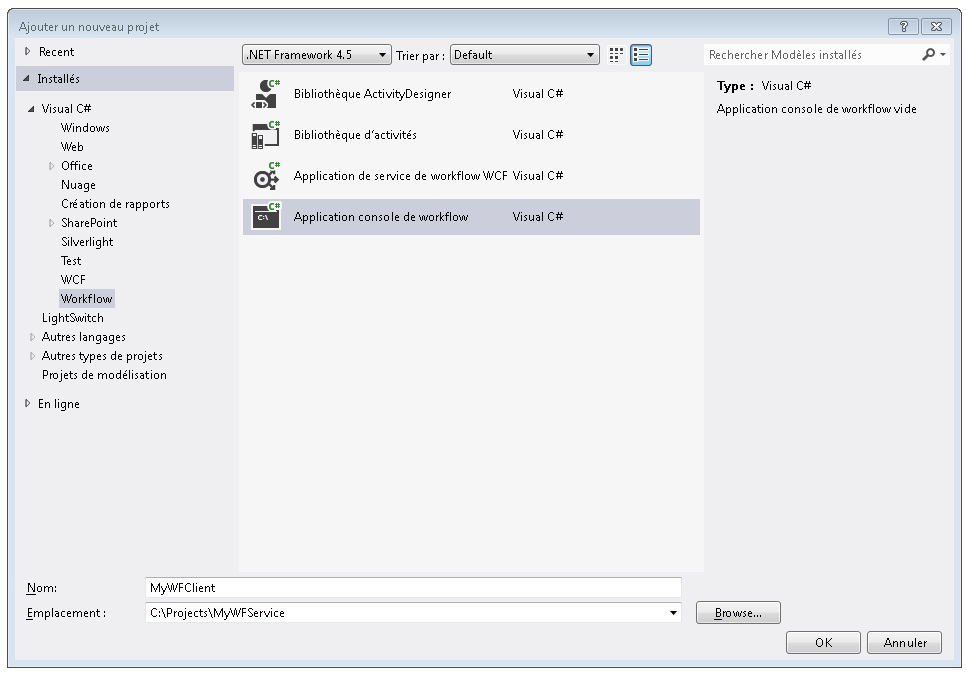 Ajouter un nouveau projet
?
Recent
Installés
Visual C#
Windows
Web
Office
Nuage
Création de rapports
SharePoint
Silverlight
Test
WCF
Workflow
LightSwitch
Autres langages
Autres types de projets
Projets de modélisation
En ligne
.NET Framework 4.5 Trier par : Default
C# Bibliothèque ActivityDesigner Visual C#
C# Bibliothèque d'activités Visual C#
C# Application de service de workflow WCF Visual C#
C# C:\ Application console de workflow Visual C#
Rechercher Modèles installés
Type : Visual C#
Application console de workflow vide
Nom: MyWFClient
Emplacement : C:\Projects\MyWFService Browse...
OK Annuler